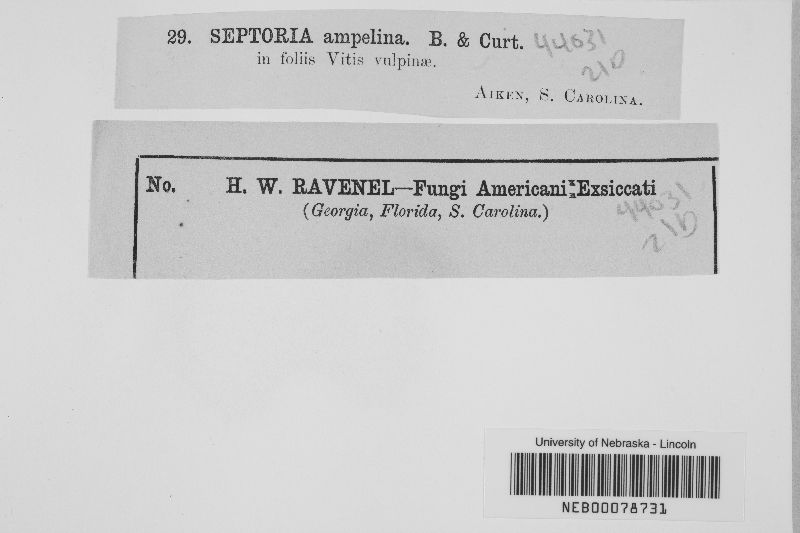 29. SEPTORIA ampelina. B. & Curt. 44031
in foliis Vitis vulpinæ. 21D
AIKEN, S. CAROLINA.
No. H. W. RAVENEL—Fungi Americani Exsiccati
(Georgia, Florida, S. Carolina.) 44031
21D
University of Nebraska - Lincoln
NEB00078731